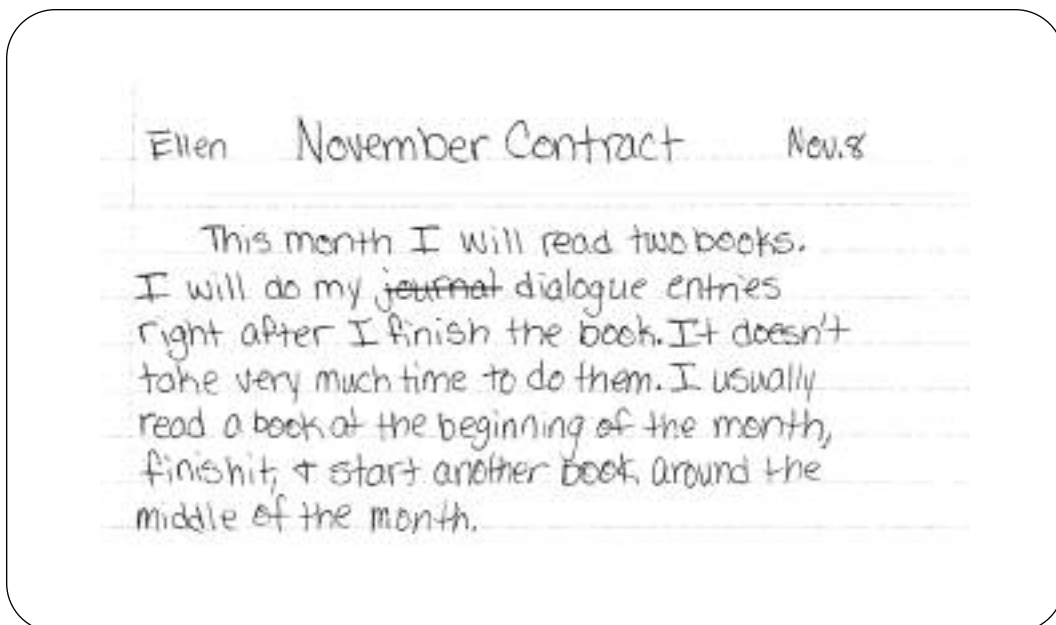 Ellen November Contract Nov. 8
This month I will read two books.
I will do my journal dialogue entries
right after I finish the book. It doesn't
take very much time to do them. I usually
read a book at the beginning of the month,
finish it, & start another book around the
middle of the month.